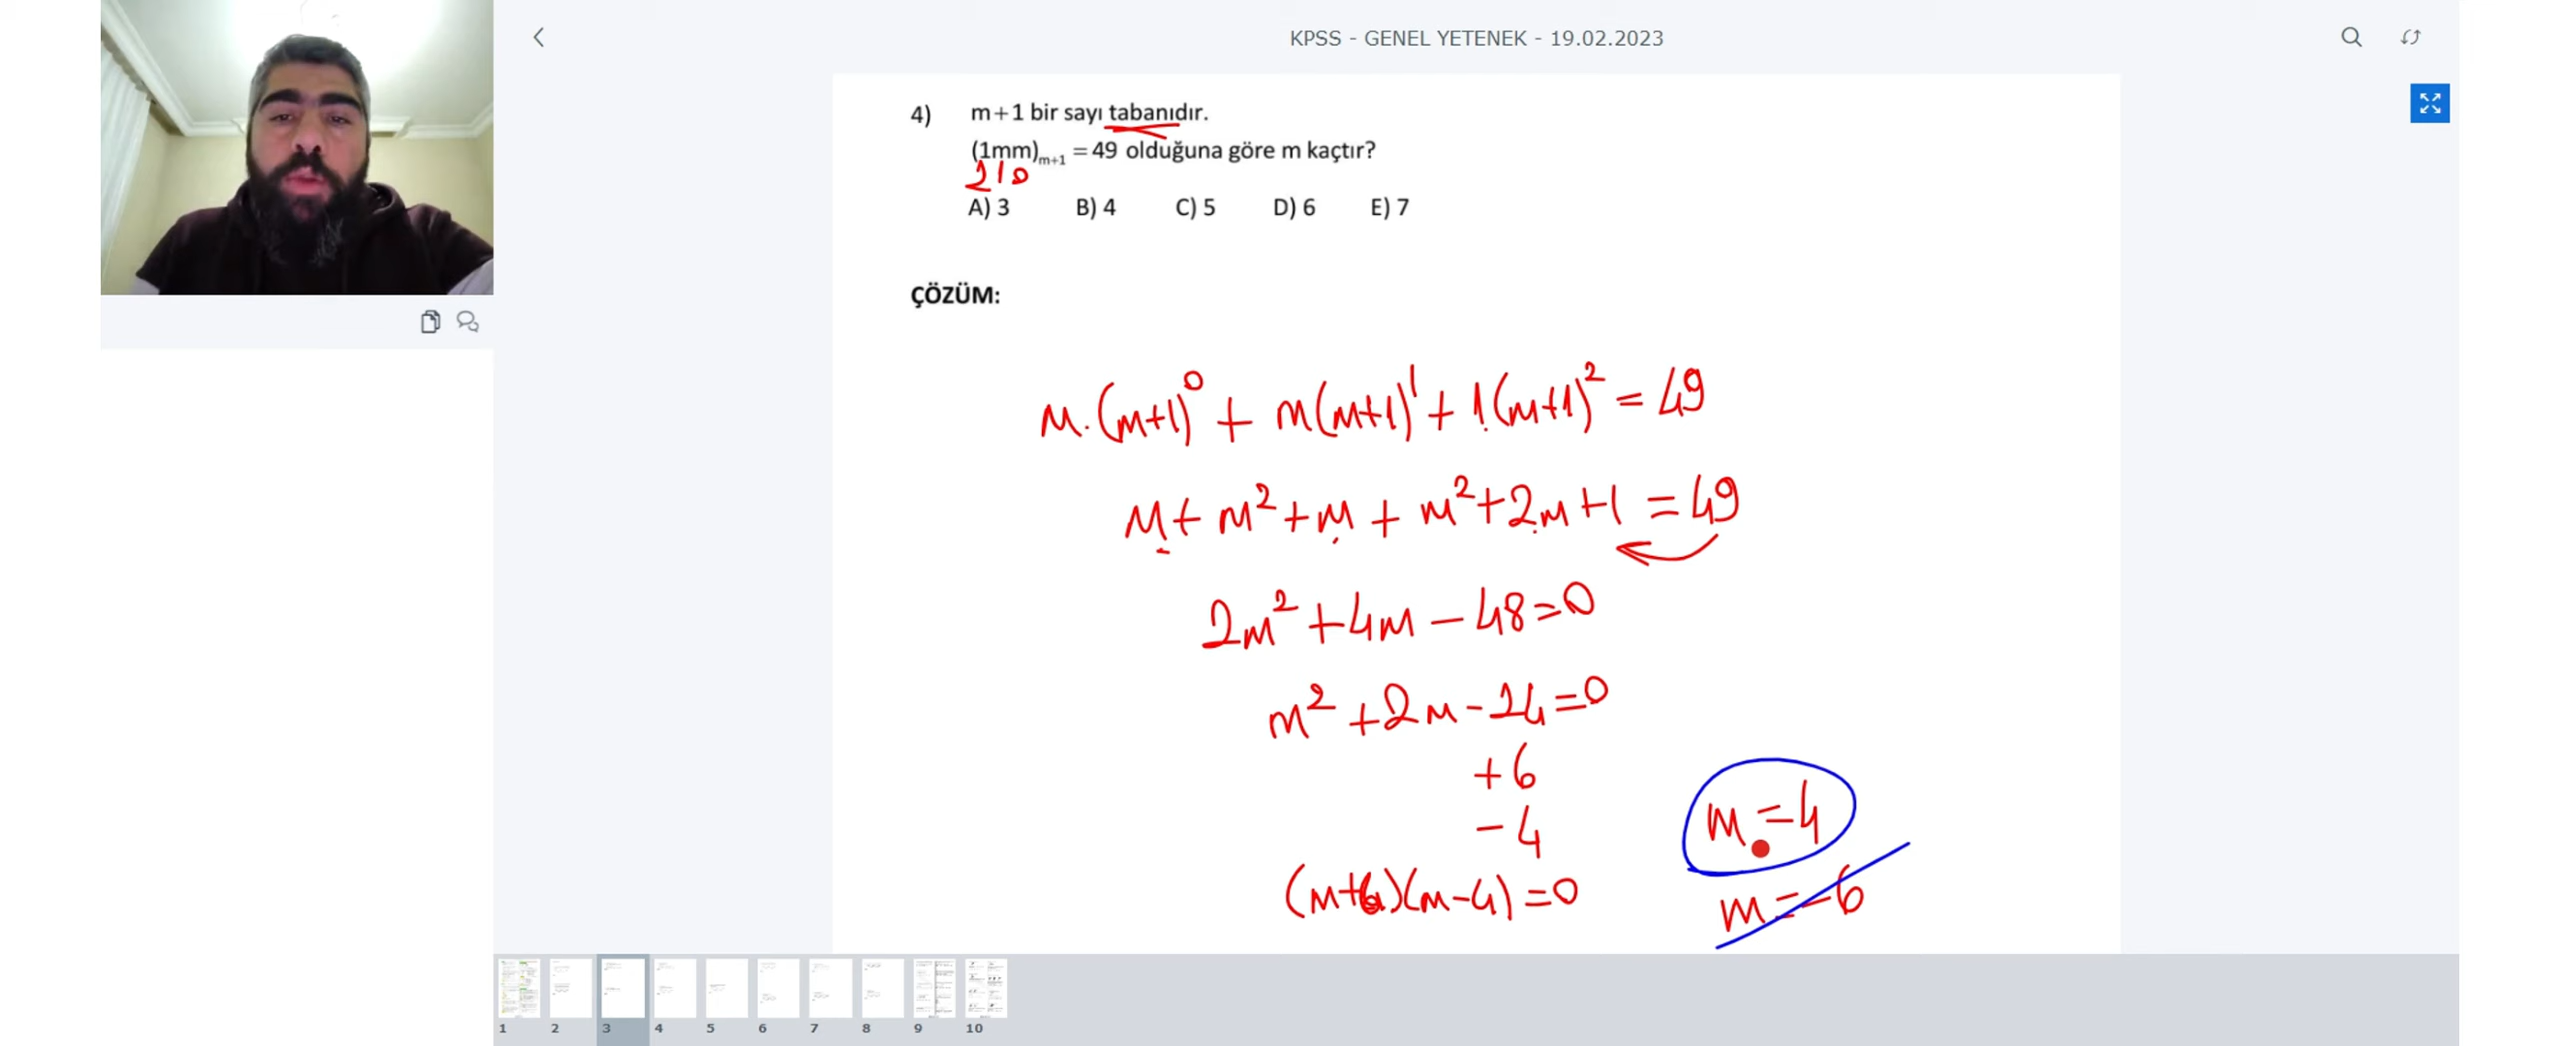 KPSS - GENEL YETENEK - 19.02.2023
4) m+1 bir sayı tabanıdır.
(1mm)m+1 = 49 olduğuna göre m kaçtır?
210
A) 3 B) 4 C) 5 D) 6 E) 7
ÇÖZÜM:
m.(m+1)⁰ + m(m+1)¹ + 1.(m+1)² = 49
m + m² + m + m² + 2m + 1 = 49
2m² + 4m - 48 = 0
m² + 2m - 24 = 0
+6
-4
(m+6)(m-4) = 0
m = 4
m = -6
1 2 3 4 5 6 7 8 9 10